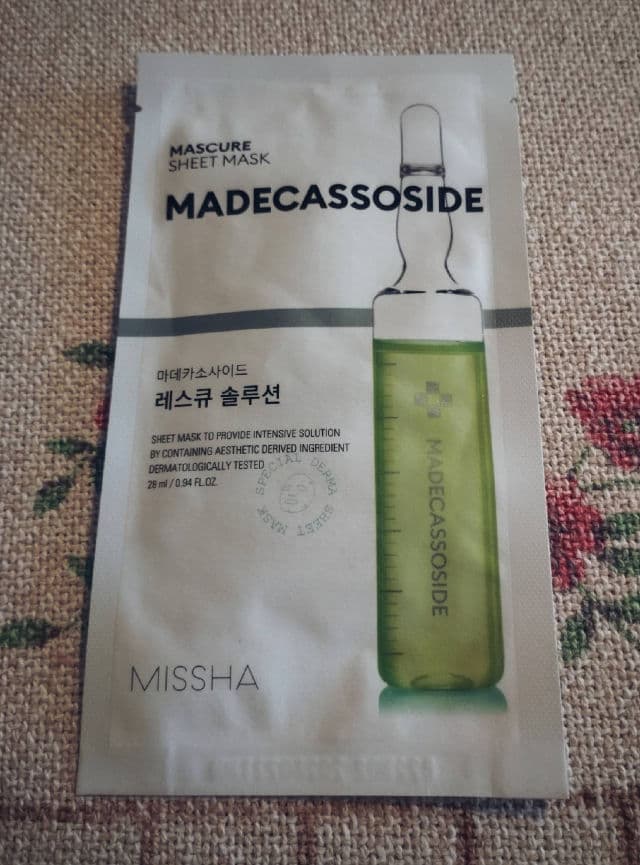 MASCURE
SHEET MASK
MADECASSOSIDE
마데카소사이드
레스큐 솔루션
SHEET MASK TO PROVIDE INTENSIVE SOLUTION
BY CONTAINING AESTHETIC DERIVED INGREDIENT
DERMATOLOGICALLY TESTED
28 ml / 0.94 FL.OZ.
SPECIAL DERMA SHEET MASK
MADECASSOSIDE
MISSHA